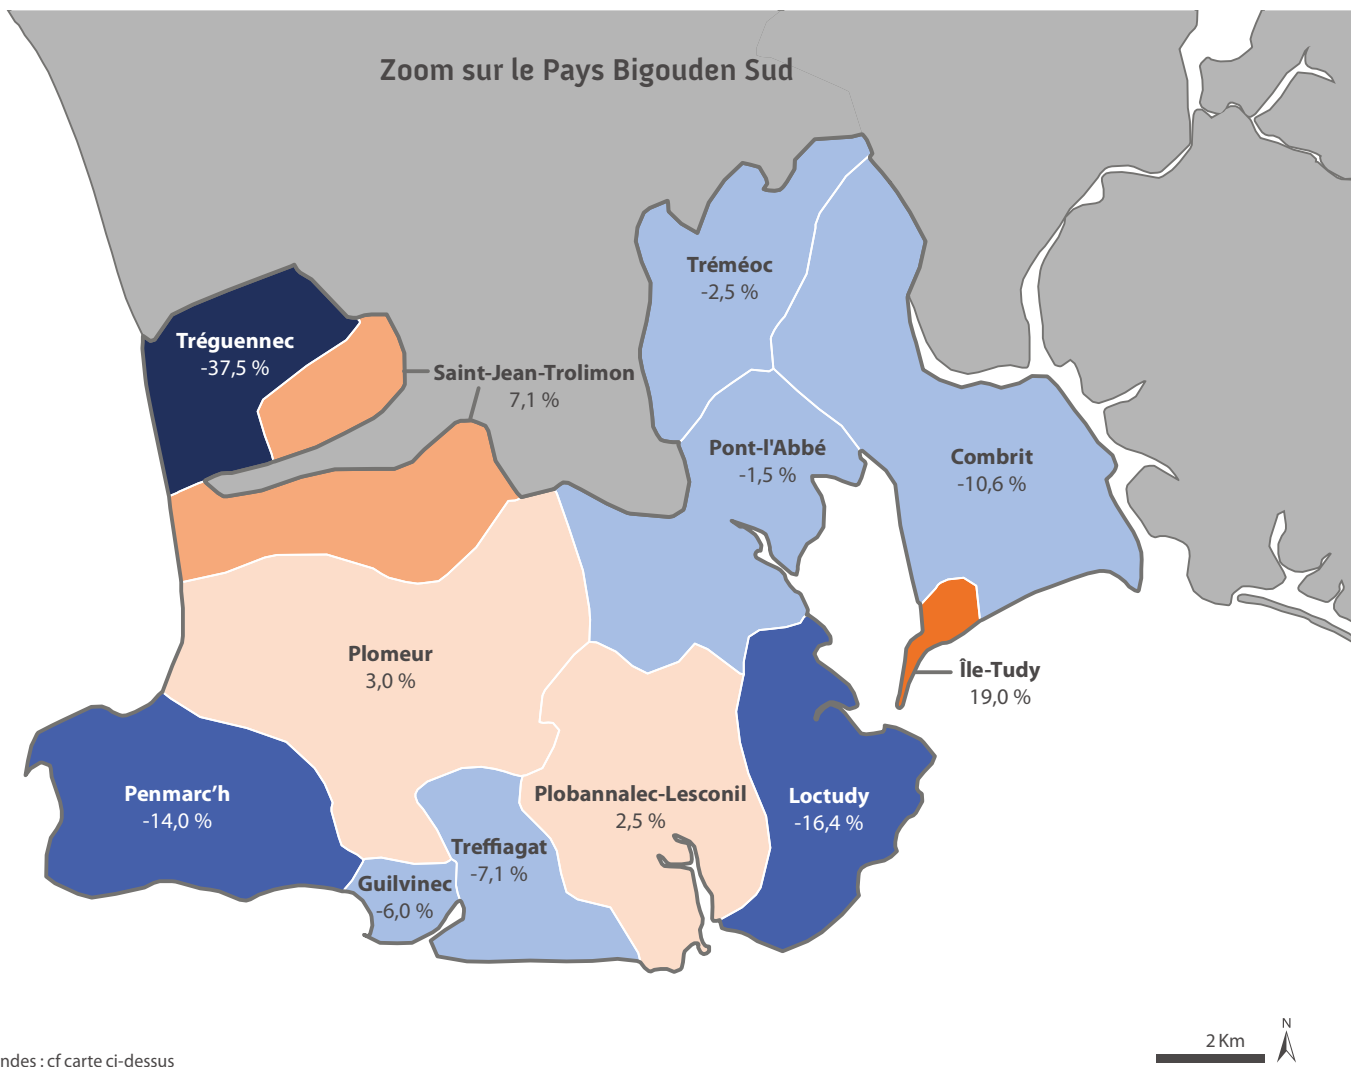 Zoom sur le Pays Bigouden Sud
Tréméoc
-2,5 %
Tréguennec
-37,5 %
Saint-Jean-Trolimon
7,1 %
Pont-l'Abbé
-1,5 %
Combrit
-10,6 %
Plomeur
3,0 %
Île-Tudy
19,0 %
Penmarc’h
-14,0 %
Plobannalec-Lesconil
2,5 %
Loctudy
-16,4 %
Treffiagat
-7,1 %
Guilvinec
-6,0 %
N
2 Km
ndes : cf carte ci-dessus